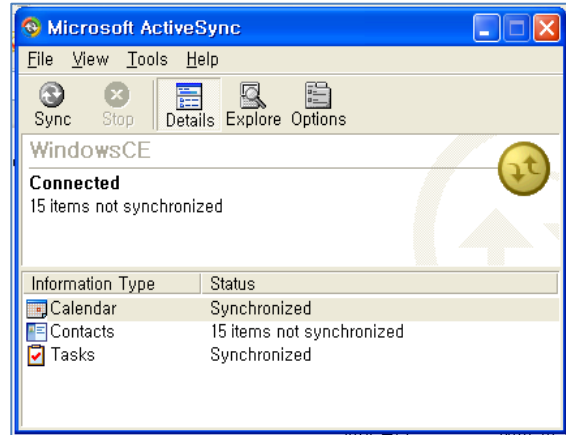 Microsoft ActiveSync
File View Tools Help
Sync Stop Details Explore Options
WindowsCE
Connected
15 items not synchronized
Information Type Status
Calendar Synchronized
Contacts 15 items not synchronized
Tasks Synchronized